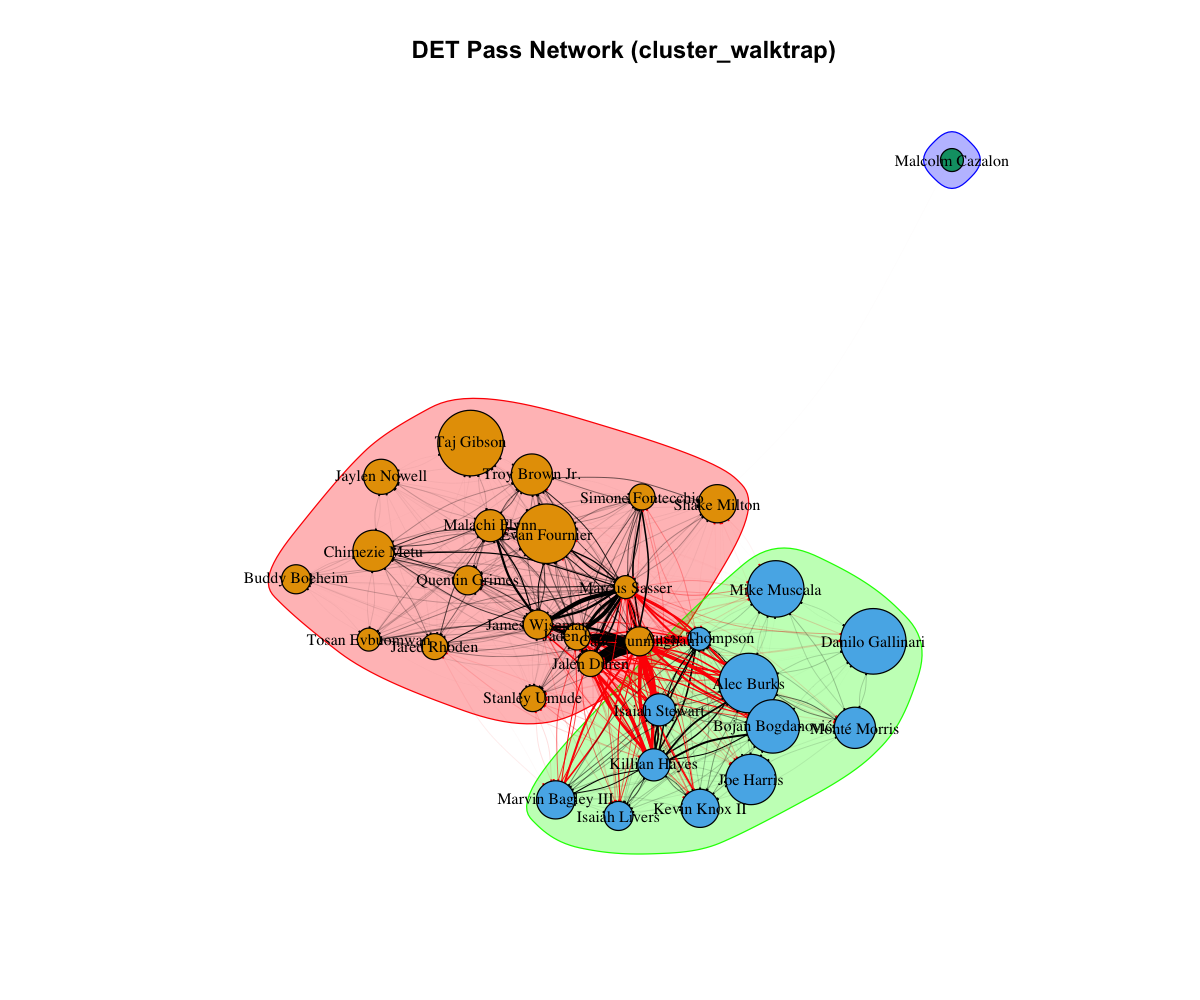 DET Pass Network (cluster_walktrap)
Malcolm Cazalon
Taj Gibson
Jaylen Nowell
Troy Brown Jr.
Simone Fontecchio
Shake Milton
Malachi Flynn
Evan Fournier
Chimezie Metu
Buddy Boeheim
Quentin Grimes
Marcus Sasser
Mike Muscala
James Wiseman
Jaden
Cunningham
Ausar Thompson
Tosan Evbuomwan
Jared Rhoden
Danilo Gallinari
Jalen Duren
Alec Burks
Stanley Umude
Isaiah Stewart
Bojan Bogdanović
Monté Morris
Killian Hayes
Joe Harris
Marvin Bagley III
Isaiah Livers
Kevin Knox II